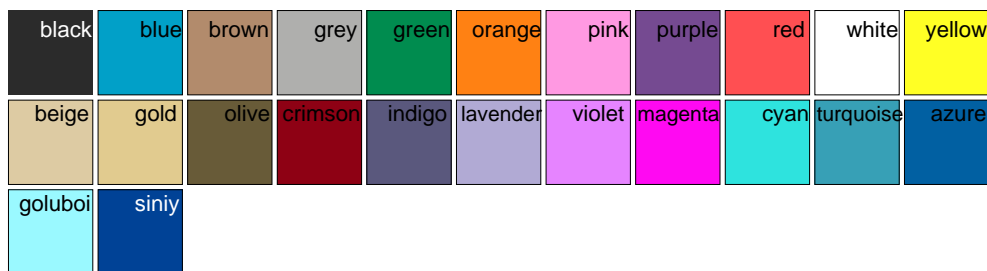 black blue brown grey green orange pink purple red white yellow
beige gold olive crimson indigo lavender violet magenta cyan turquoise azure
goluboi siniy